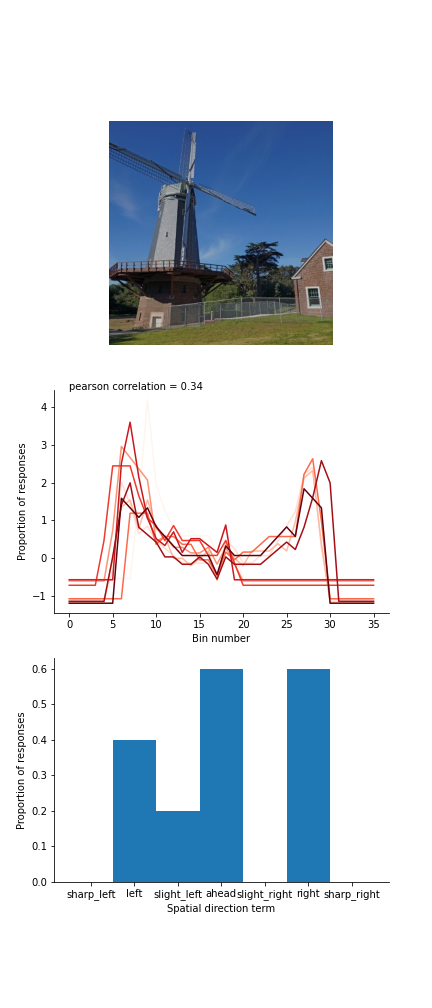 pearson correlation = 0.34
Proportion of responses
4
3
2
1
0
−1
0 5 10 15 20 25 30 35
Bin number
Proportion of responses
0.6
0.5
0.4
0.3
0.2
0.1
0.0
sharp_left left slight_left ahead slight_right right sharp_right
Spatial direction term